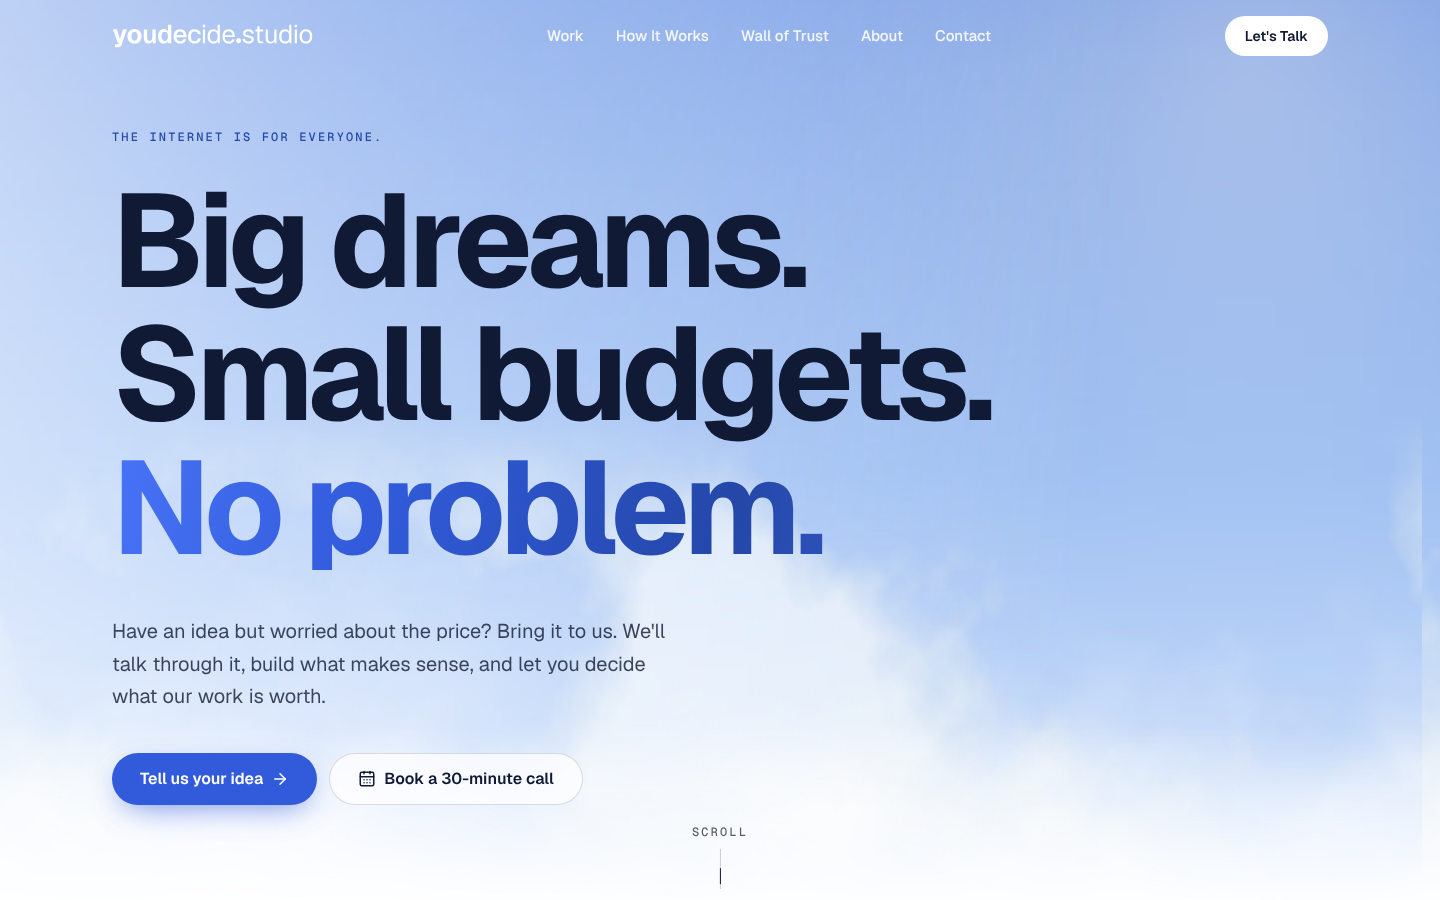 youdecide.studio
Work
How It Works
Wall of Trust
About
Contact
Let's Talk
THE INTERNET IS FOR EVERYONE.
Big dreams.
Small budgets.
No problem.
Have an idea but worried about the price? Bring it to us. We'll
talk through it, build what makes sense, and let you decide
what our work is worth.
Tell us your idea →
Book a 30-minute call
SCROLL